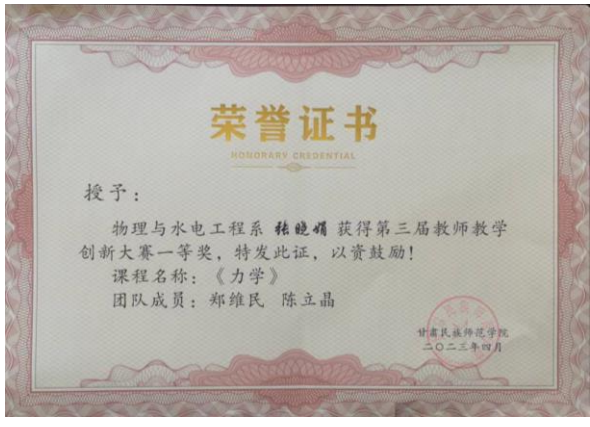 荣誉证书
HONORARY CREDENTIAL
授予：
物理与水电工程系 张晓娟 获得第三届教师教学
创新大赛一等奖，特发此证，以资鼓励！
课程名称：《力学》
团队成员：郑维民 陈立晶
甘肃民族师范学院
二〇二三年四月